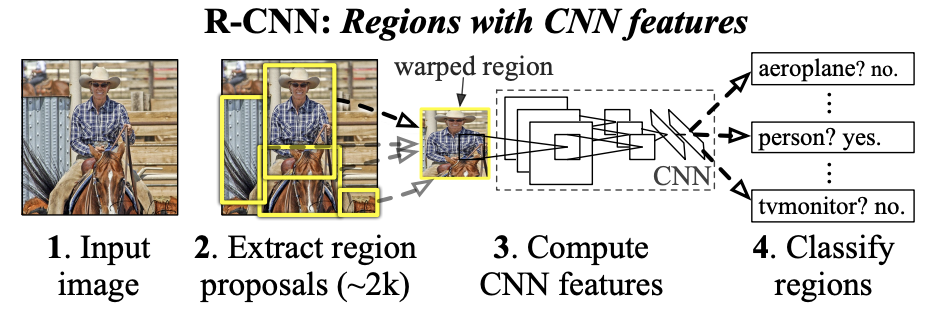 R-CNN: Regions with CNN features
warped region
aeroplane? no.
person? yes.
tvmonitor? no.
CNN
1. Input
image
2. Extract region
proposals (~2k)
3. Compute
CNN features
4. Classify
regions